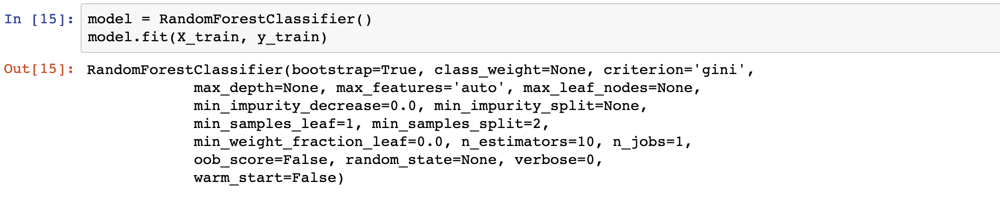 In [15]: model = RandomForestClassifier()
model.fit(X_train, y_train)
Out[15]: RandomForestClassifier(bootstrap=True, class_weight=None, criterion='gini',
max_depth=None, max_features='auto', max_leaf_nodes=None,
min_impurity_decrease=0.0, min_impurity_split=None,
min_samples_leaf=1, min_samples_split=2,
min_weight_fraction_leaf=0.0, n_estimators=10, n_jobs=1,
oob_score=False, random_state=None, verbose=0,
warm_start=False)